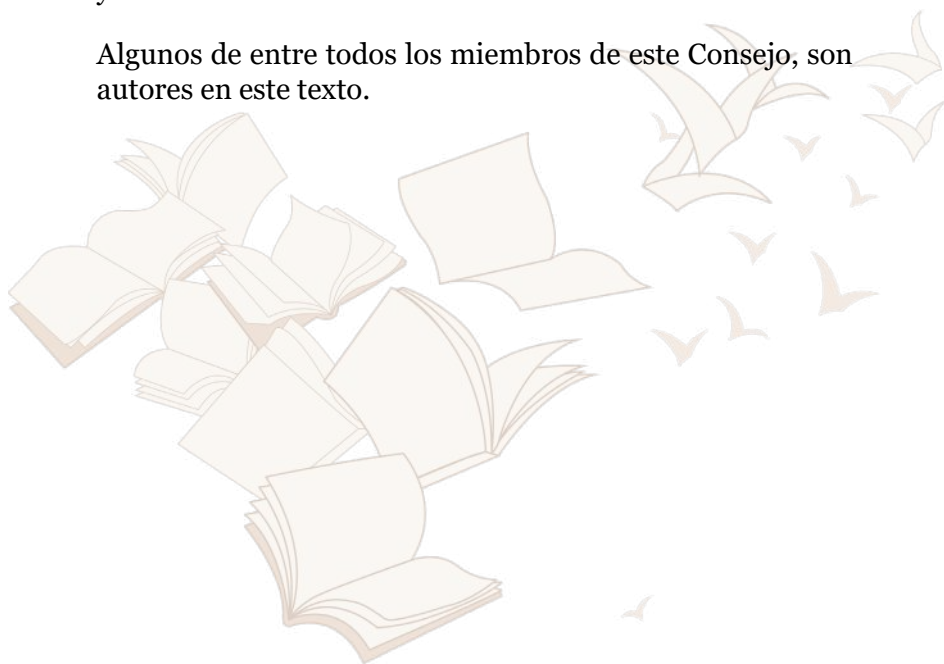 Algunos de entre todos los miembros de este Consejo, son
autores en este texto.